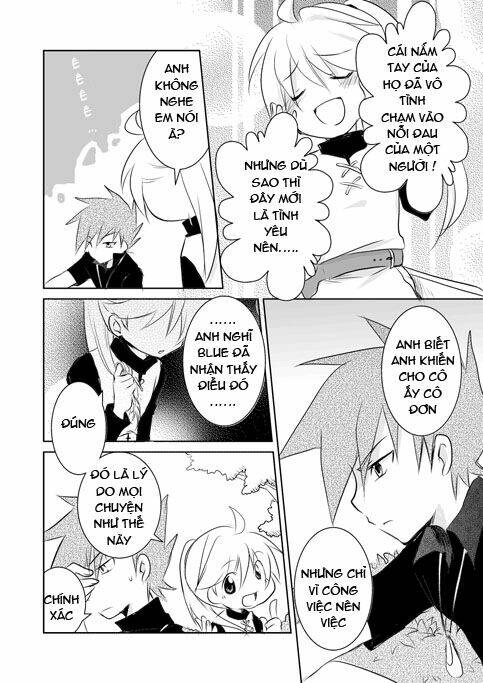 CÁI NẮM
TAY CỦA
HỌ ĐÃ VÔ
TÌNH
CHẠM VÀO
NỖI ĐAU
CỦA MỘT
NGƯỜI !
NHƯNG DÙ
SAO THÌ
ĐÂY MỚI
LÀ TÌNH
YÊU
NÊN.....
ANH
KHÔNG
NGHE
EM NÓI
À?
ANH BIẾT
ANH KHIẾN
CHO CÔ
ẤY CÔ
ĐƠN
NHƯNG CHỈ
VÌ CÔNG
VIỆC NÊN
VIỆC
......
ANH NGHĨ
BLUE ĐÃ
NHẬN THẤY
ĐIỀU ĐÓ
......
ĐÚNG
ĐÓ LÀ LÝ
DO MỌI
CHUYỆN
NHƯ THẾ
NÀY
CHÍNH
XÁC